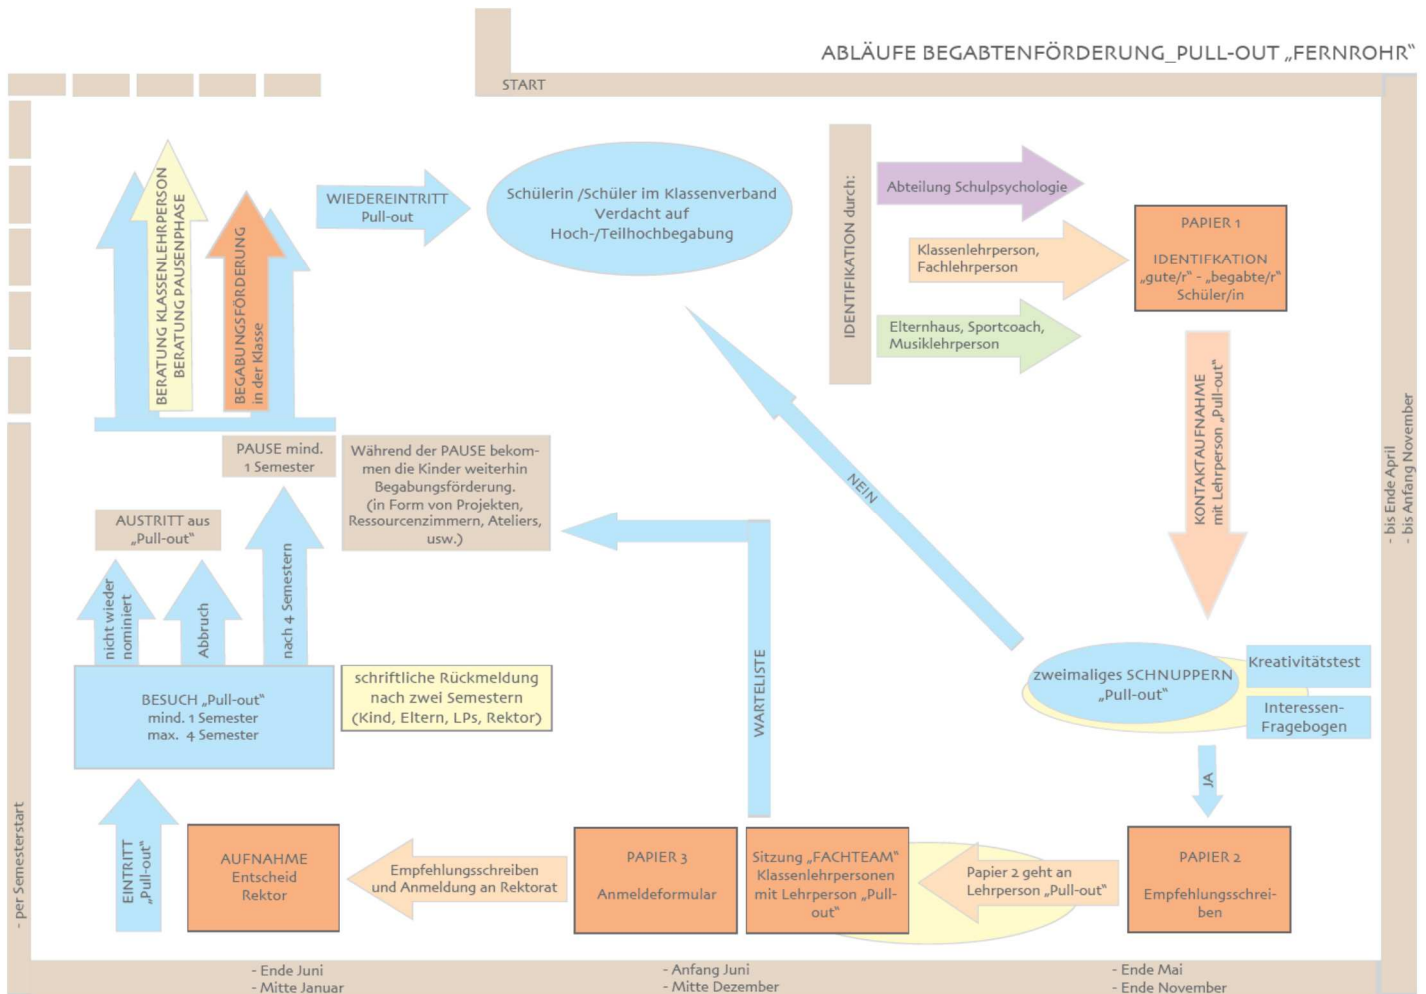 ABLÄUFE BEGABTENFÖRDERUNG_PULL-OUT „FERNROHR“
START
WIEDEREINTRITT
Pull-out
Schülerin /Schüler im Klassenverband
Verdacht auf
Hoch-/Teilhochbegabung
IDENTIFIKATION durch:
Abteilung Schulpsychologie
Klassenlehrperson,
Fachlehrperson
Elternhaus, Sportcoach,
Musiklehrperson
PAPIER 1
IDENTIFKATION
„gute/r“ - „begabte/r“
Schüler/in
KONTAKTAUFNAHME
mit Lehrperson „Pull-out“
- bis Ende April
- bis Anfang November
zweimaliges SCHNUPPERN
„Pull-out“
Kreativitätstest
Interessen-
Fragebogen
NEIN
JA
PAPIER 2
Empfehlungsschrei-
ben
Papier 2 geht an
Lehrperson „Pull-out“
Sitzung „FACHTEAM“
Klassenlehrpersonen
mit Lehrperson „Pull-
out“
WARTELISTE
PAPIER 3
Anmeldeformular
Empfehlungsschreiben
und Anmeldung an Rektorat
AUFNAHME
Entscheid
Rektor
EINTRITT
„Pull-out“
BESUCH „Pull-out“
mind. 1 Semester
max. 4 Semester
schriftliche Rückmeldung
nach zwei Semestern
(Kind, Eltern, LPs, Rektor)
nicht wieder
nominiert
Abbruch
nach 4 Semestern
AUSTRITT aus
„Pull-out“
PAUSE mind.
1 Semester
Während der PAUSE bekom-
men die Kinder weiterhin
Begabungsförderung.
(in Form von Projekten,
Ressourcenzimmern, Ateliers,
usw.)
BERATUNG KLASSENLEHRPERSON
BERATUNG PAUSENPHASE
BEGABUNGSFÖRDERUNG
in der Klasse
- per Semesterstart
- Ende Juni
- Mitte Januar
- Anfang Juni
- Mitte Dezember
- Ende Mai
- Ende November